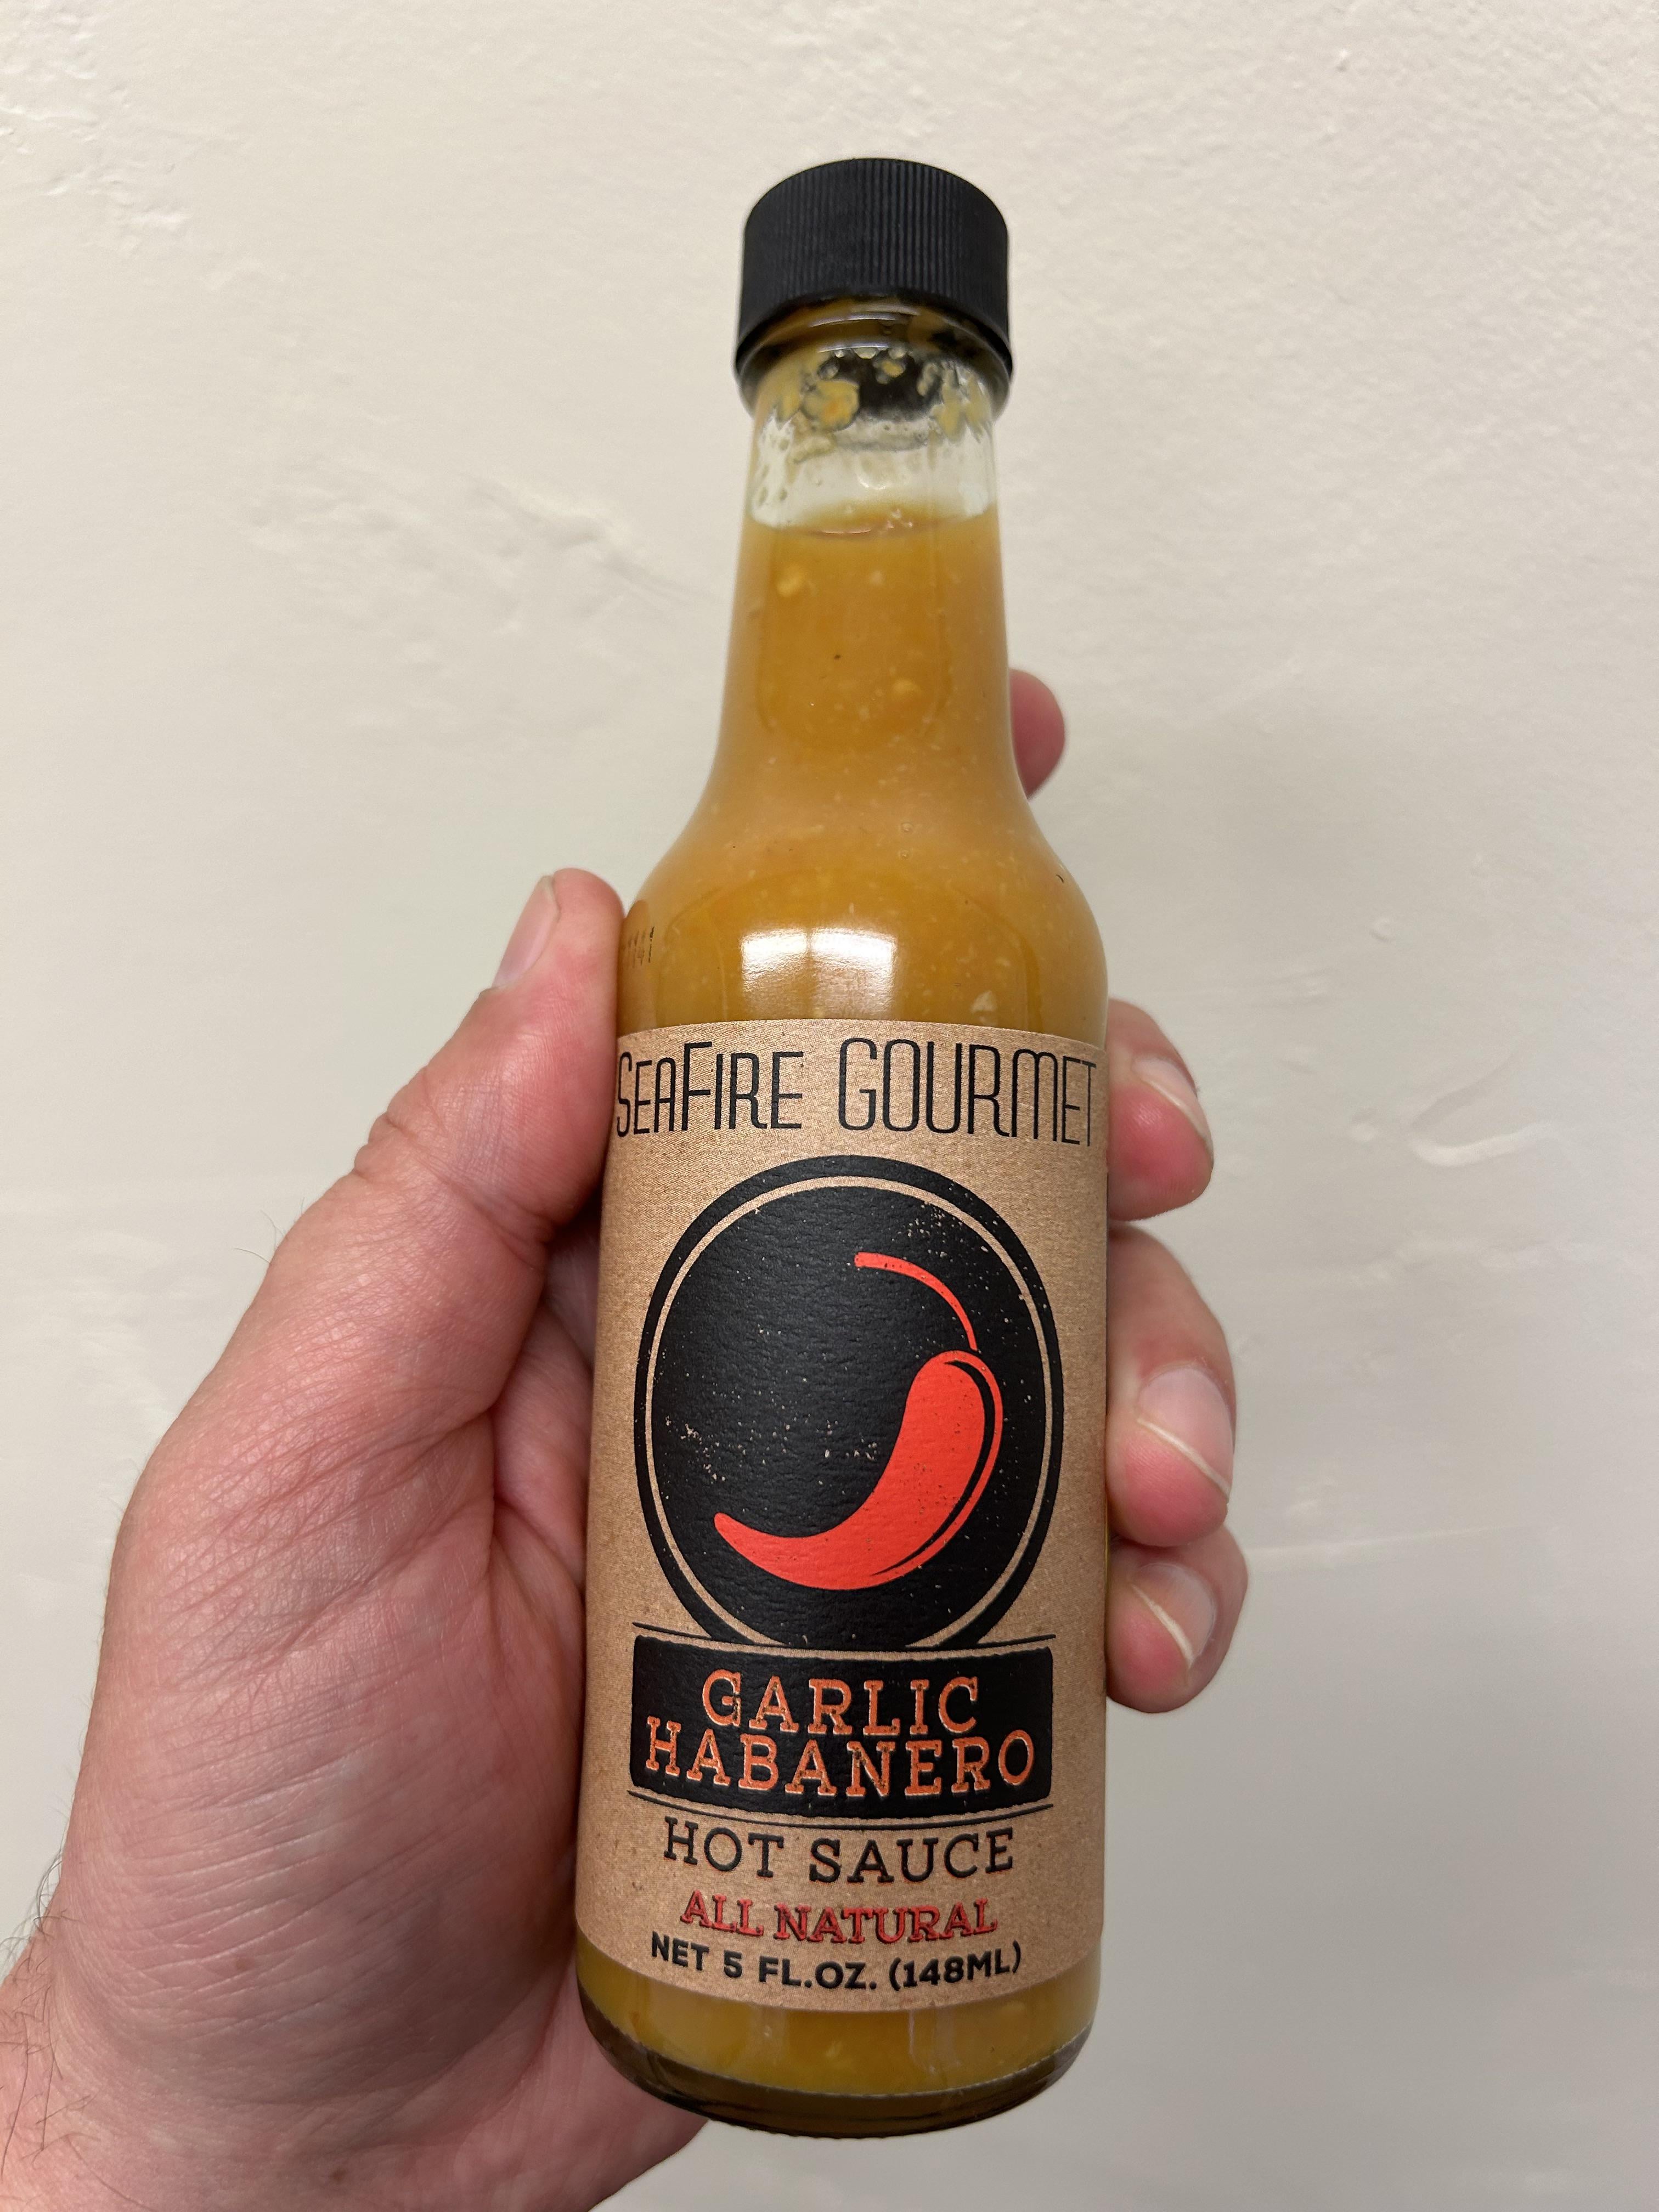 SEAFIRE GOURMET
GARLIC
HABANERO
HOT SAUCE
ALL NATURAL
NET 5 FL.OZ. (148ML)